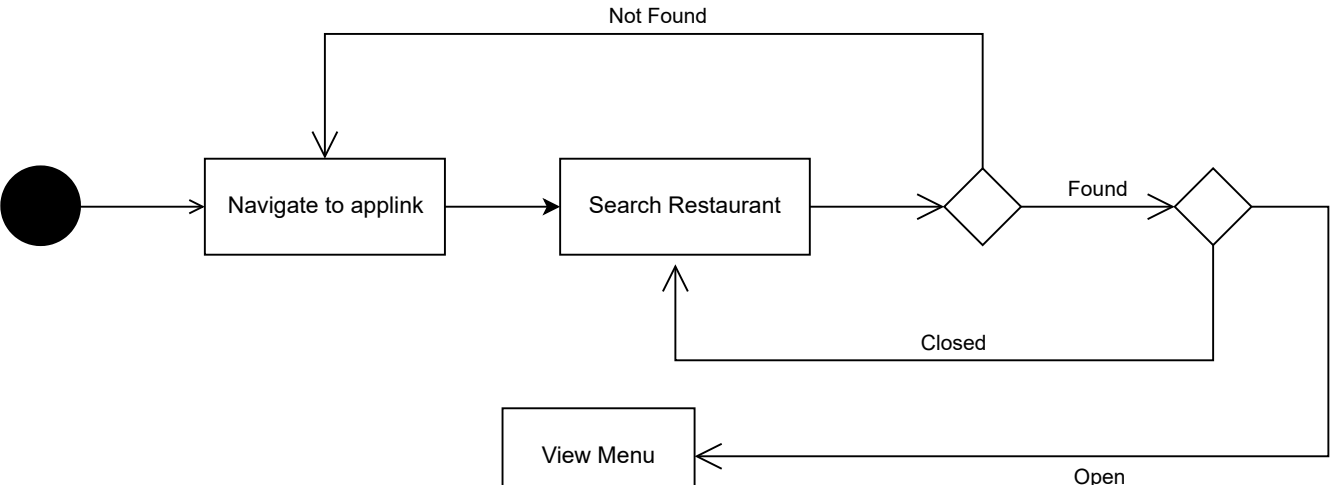 Not Found
Navigate to applink
Search Restaurant
Found
Closed
View Menu
Open